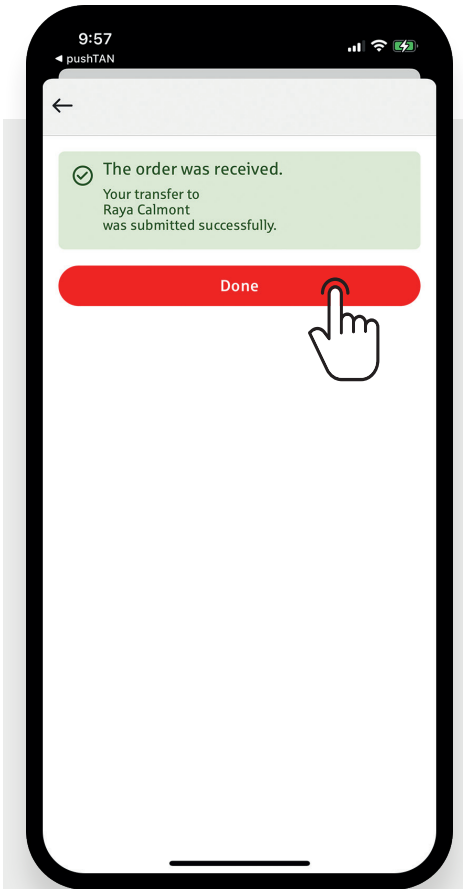 9:57
◀ pushTAN
The order was received.
Your transfer to
Raya Calmont
was submitted successfully.
Done